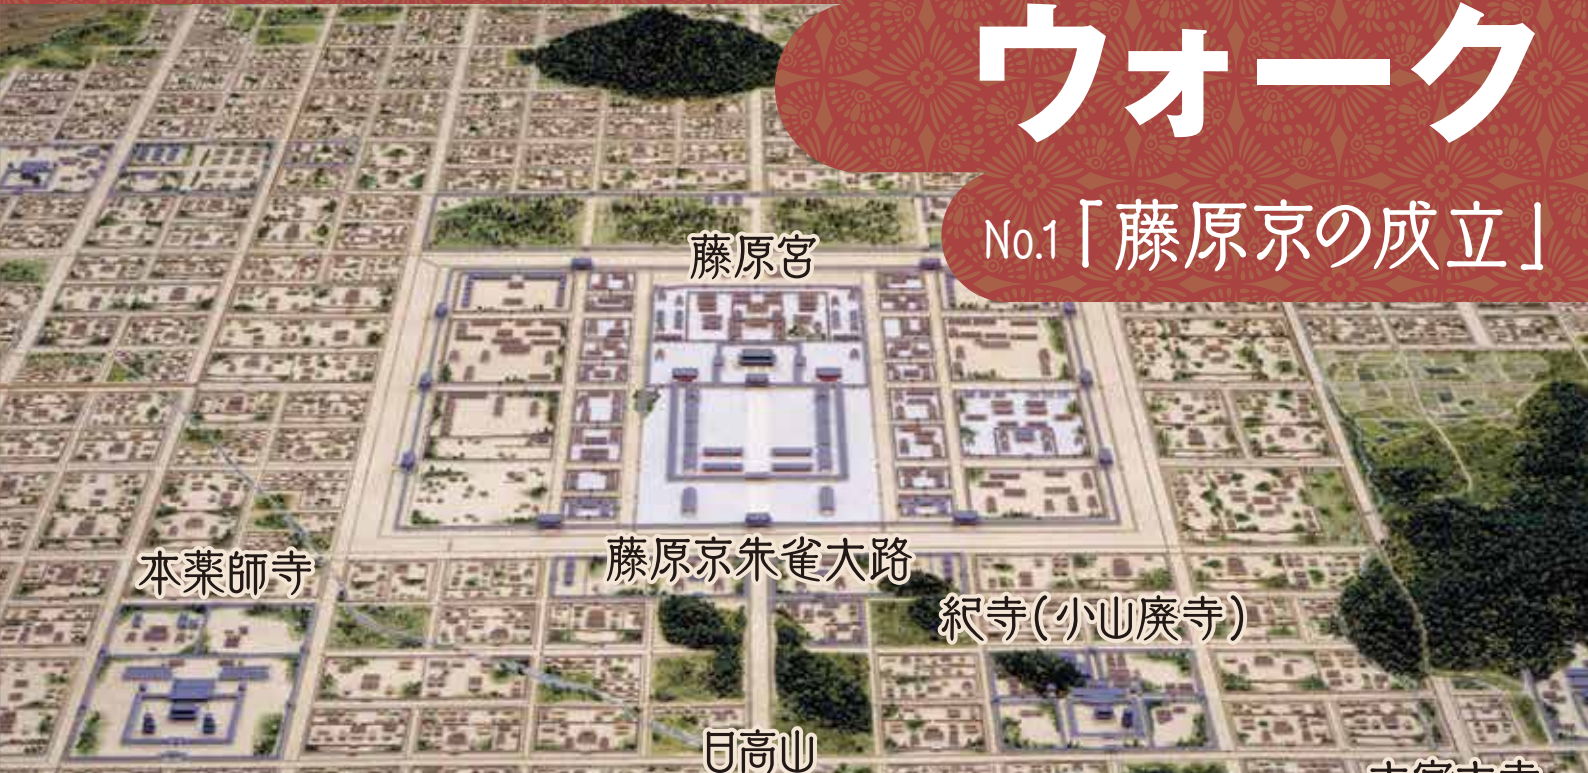 ウォーク
No.1「藤原京の成立」
藤原宮
藤原京朱雀大路
本薬師寺
紀寺(小山廃寺)
日高山